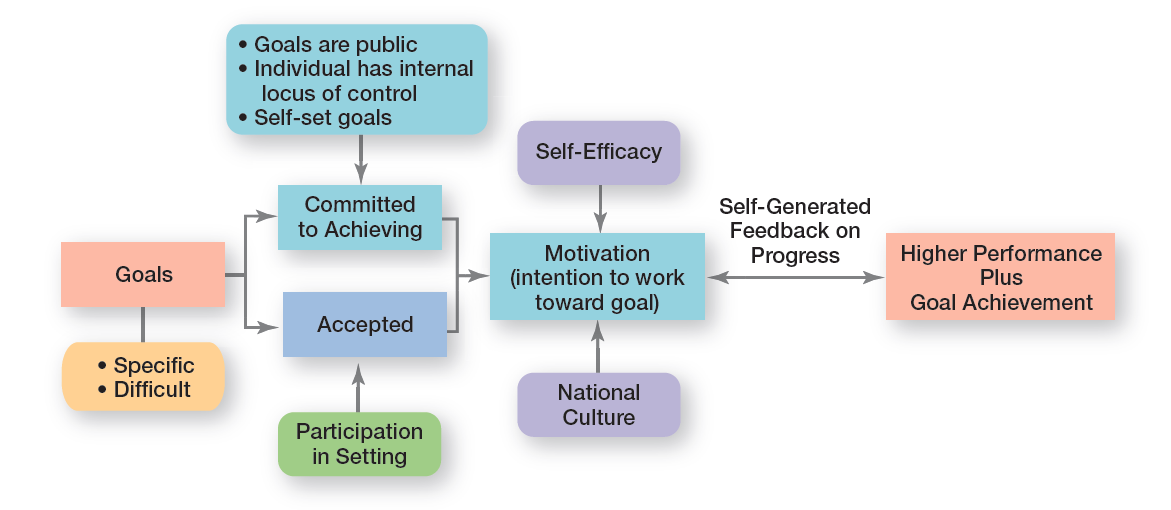 • Goals are public
• Individual has internal
locus of control
• Self-set goals
Committed
to Achieving
Goals
• Specific
• Difficult
Accepted
Participation
in Setting
Self-Efficacy
Motivation
(intention to work
toward goal)
National
Culture
Self-Generated
Feedback on
Progress
Higher Performance
Plus
Goal Achievement